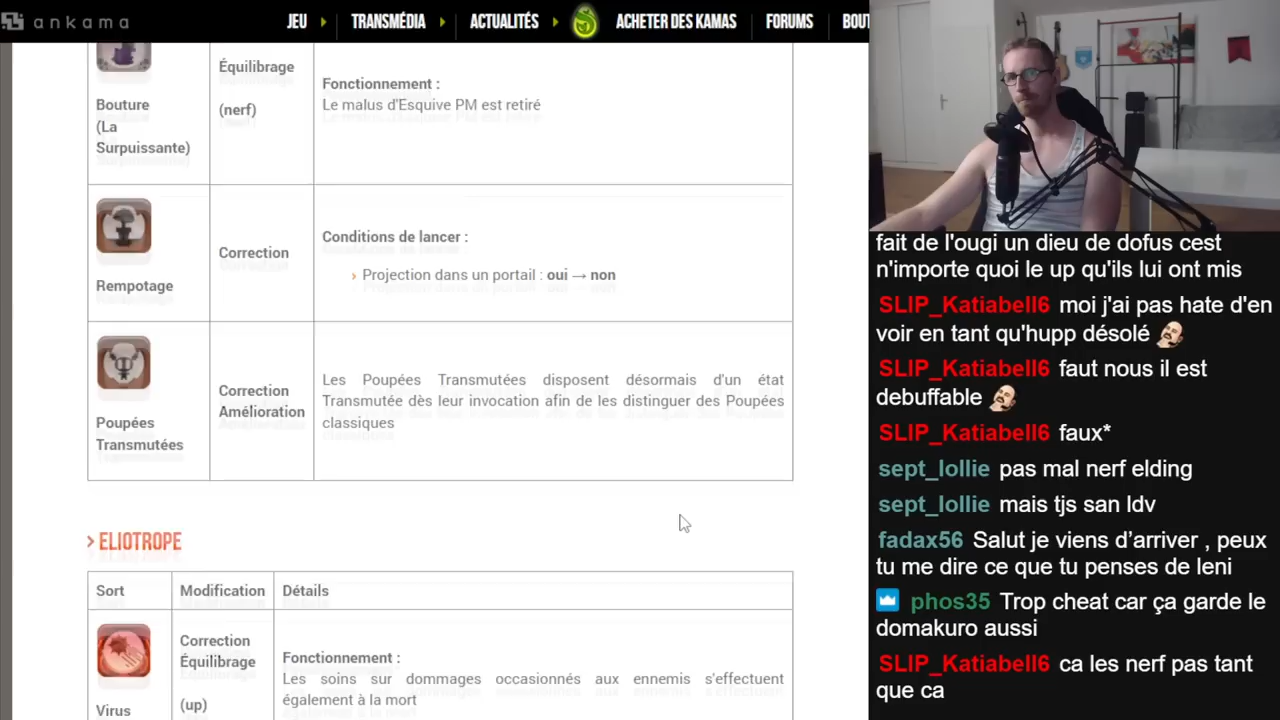 ankama
JEU
TRANSMÉDIA
ACTUALITÉS
ACHETER DES KAMAS
FORUMS
BOUT
Bouture
(La
Surpuissante)
Équilibrage
(nerf)
Fonctionnement :
Le malus d'Esquive PM est retiré
Rempotage
Correction
Conditions de lancer :
› Projection dans un portail : oui → non
Poupées
Transmutées
Correction
Amélioration
Les Poupées Transmutées disposent désormais d'un état
Transmutée dès leur invocation afin de les distinguer des Poupées
classiques
› ELIOTROPE
Sort
Modification
Détails
Virus
Correction
Équilibrage
(up)
Fonctionnement :
Les soins sur dommages occasionnés aux ennemis s'effectuent
également à la mort
fait de l'ougi un dieu de dofus cest
n'importe quoi le up qu'ils lui ont mis
SLIP_Katiabell6 moi j'ai pas hate d'en
voir en tant qu'hupp désolé
SLIP_Katiabell6 faut nous il est
debuffable
SLIP_Katiabell6 faux*
sept_lollie pas mal nerf elding
sept_lollie mais tjs san ldv
fadax56 Salut je viens d'arriver , peux
tu me dire ce que tu penses de leni
phos35 Trop cheat car ça garde le
domakuro aussi
SLIP_Katiabell6 ca les nerf pas tant
que ca